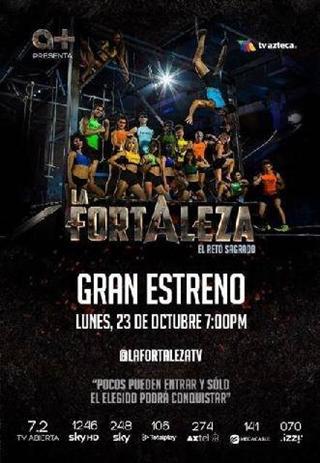 a+
tv azteca.
PRESENTA
LA
FORTALEZA
EL RETO SAGRADO
GRAN ESTRENO
LUNES, 23 DE OCTUBRE 7:00PM
@LAFORTALEZATV
"POCOS PUEDEN ENTRAR Y SÓLO
EL ELEGIDO PODRÁ CONQUISTAR"
7.2 1246 248 106 274 141 070
TV ABIERTA sky HD sky Totalplay axtel MEGACABLE izzi